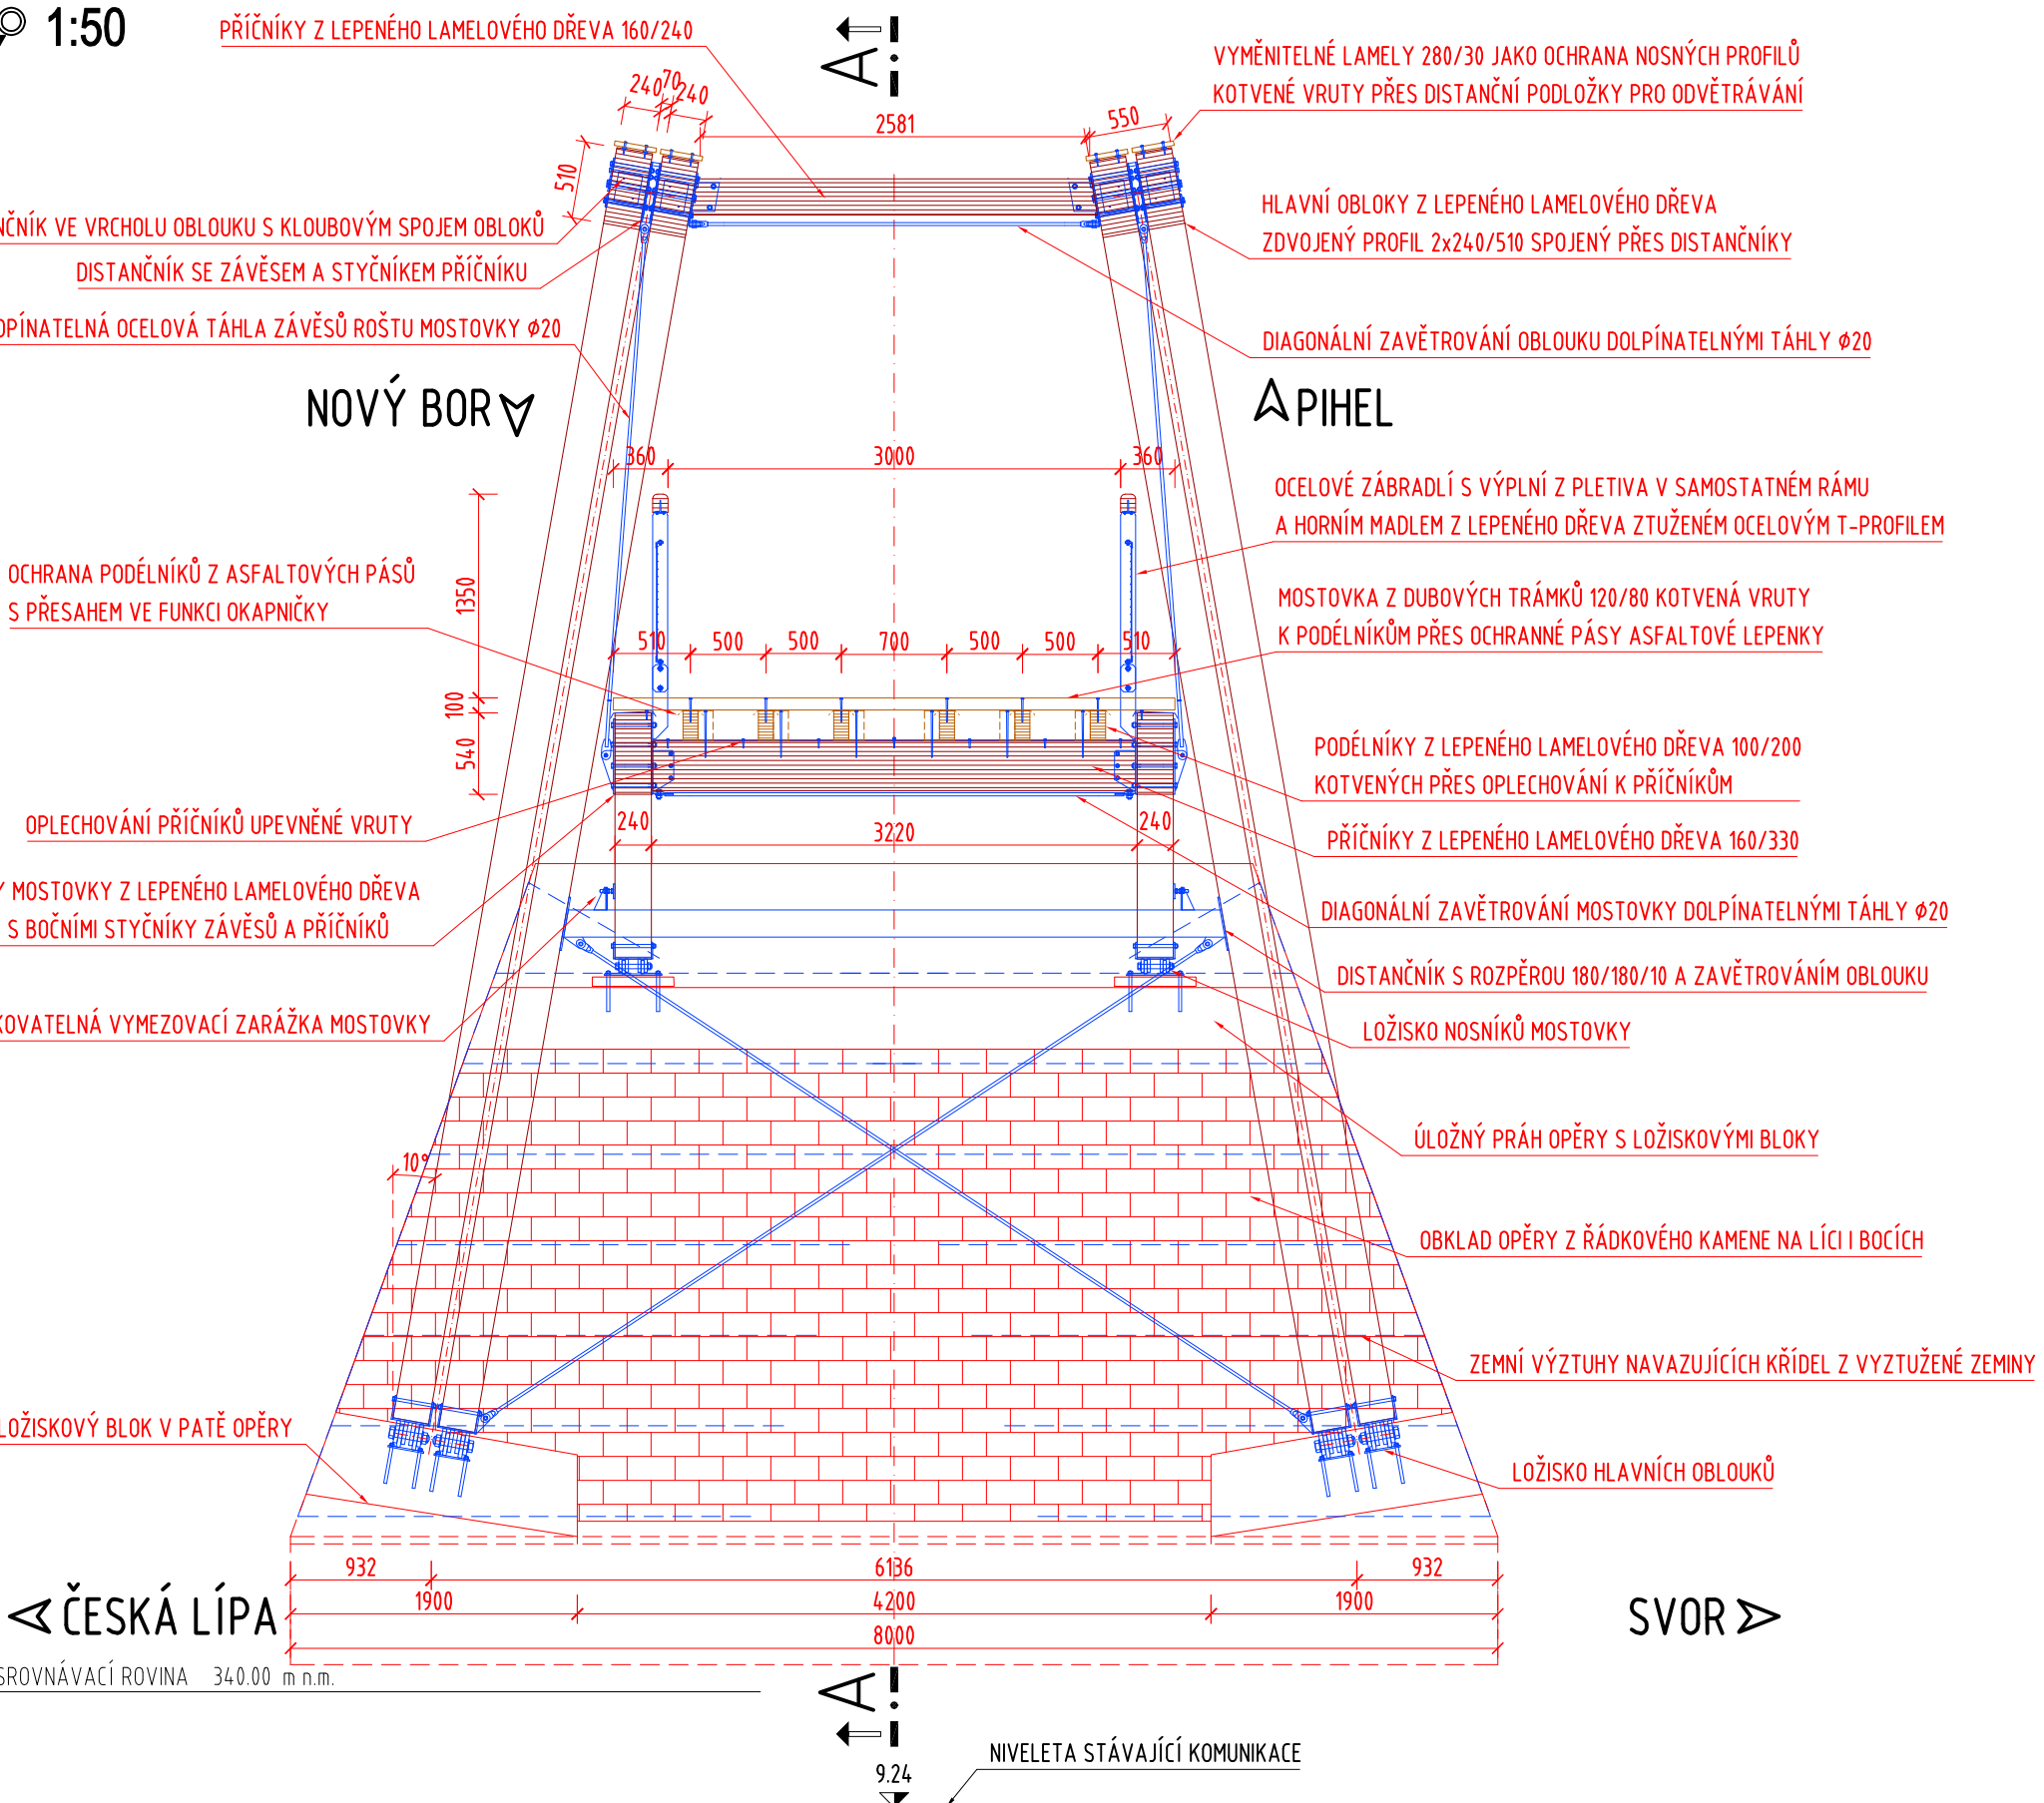 1:50
PŘÍČNÍKY Z LEPENÉHO LAMELOVÉHO DŘEVA 160/240
A
VYMĚNITELNÉ LAMELY 280/30 JAKO OCHRANA NOSNÝCH PROFILŮ
KOTVENÉ VRUTY PŘES DISTANČNÍ PODLOŽKY PRO ODVĚTRÁVÁNÍ
240
70
240
2581
550
510
HLAVNÍ OBLOKY Z LEPENÉHO LAMELOVÉHO DŘEVA
ZDVOJENÝ PROFIL 2x240/510 SPOJENÝ PŘES DISTANČNÍKY
NČNÍK VE VRCHOLU OBLOUKU S KLOUBOVÝM SPOJEM OBLOKŮ
DISTANČNÍK SE ZÁVĚSEM A STYČNÍKEM PŘÍČNÍKU
OPÍNATELNÁ OCELOVÁ TÁHLA ZÁVĚSŮ ROŠTU MOSTOVKY Ø20
DIAGONÁLNÍ ZAVĚTROVÁNÍ OBLOUKU DOLPÍNATELNÝMI TÁHLY Ø20
NOVÝ BOR
PIHEL
360
3000
360
OCELOVÉ ZÁBRADLÍ S VÝPLNÍ Z PLETIVA V SAMOSTATNÉM RÁMU
A HORNÍM MADLEM Z LEPENÉHO DŘEVA ZTUŽENÉM OCELOVÝM T-PROFILEM
OCHRANA PODÉLNÍKŮ Z ASFALTOVÝCH PÁSŮ
S PŘESAHEM VE FUNKCI OKAPNIČKY
1350
MOSTOVKA Z DUBOVÝCH TRÁMKŮ 120/80 KOTVENÁ VRUTY
K PODÉLNÍKŮM PŘES OCHRANNÉ PÁSY ASFALTOVÉ LEPENKY
510
500
500
700
500
500
510
100
540
PODÉLNÍKY Z LEPENÉHO LAMELOVÉHO DŘEVA 100/200
KOTVENÝCH PŘES OPLECHOVÁNÍ K PŘÍČNÍKŮM
OPLECHOVÁNÍ PŘÍČNÍKŮ UPEVNĚNÉ VRUTY
240
3220
240
PŘÍČNÍKY Z LEPENÉHO LAMELOVÉHO DŘEVA 160/330
Y MOSTOVKY Z LEPENÉHO LAMELOVÉHO DŘEVA
S BOČNÍMI STYČNÍKY ZÁVĚSŮ A PŘÍČNÍKŮ
DIAGONÁLNÍ ZAVĚTROVÁNÍ MOSTOVKY DOLPÍNATELNÝMI TÁHLY Ø20
DISTANČNÍK S ROZPĚROU 180/180/10 A ZAVĚTROVÁNÍM OBLOUKU
KOVATELNÁ VYMEZOVACÍ ZARÁŽKA MOSTOVKY
LOŽISKO NOSNÍKŮ MOSTOVKY
ÚLOŽNÝ PRÁH OPĚRY S LOŽISKOVÝMI BLOKY
10°
OBKLAD OPĚRY Z ŘÁDKOVÉHO KAMENE NA LÍCI I BOCÍCH
ZEMNÍ VÝZTUHY NAVAZUJÍCÍCH KŘÍDEL Z VYZTUŽENÉ ZEMINY
LOŽISKOVÝ BLOK V PATĚ OPĚRY
LOŽISKO HLAVNÍCH OBLOUKŮ
932
6136
932
1900
4200
1900
8000
ČESKÁ LÍPA
SVOR
SROVNÁVACÍ ROVINA 340.00 m n.m.
A
NIVELETA STÁVAJÍCÍ KOMUNIKACE
9.24